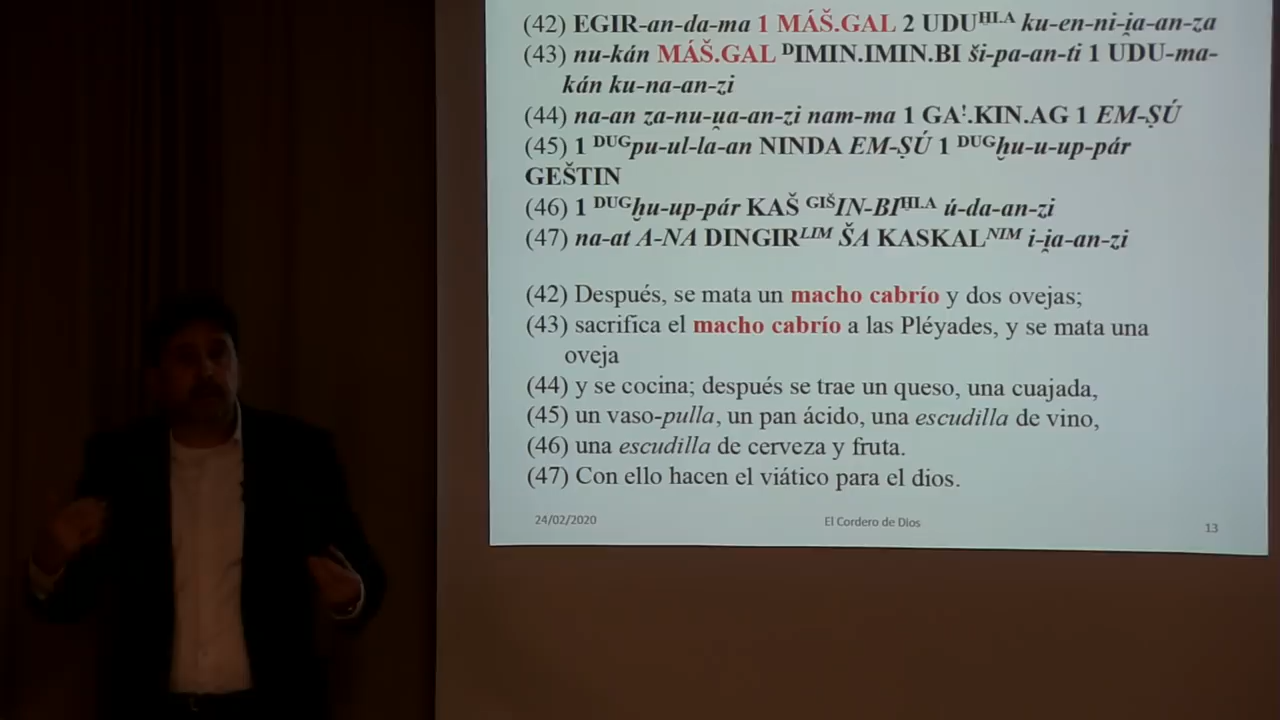 (42) EGIR-an-da-ma 1 MÁŠ.GAL 2 UDUḪI.A ku-en-ni-i̯a-an-za
(43) nu-kán MÁŠ.GAL DIMIN.IMIN.BI ši-pa-an-ti 1 UDU-ma-
kán ku-na-an-zi
(44) na-an za-nu-u̯a-an-zi nam-ma 1 GA!.KIN.AG 1 EM-ṢÚ
(45) 1 DUGpu-ul-la-an NINDA EM-ṢÚ 1 DUGḫu-u-up-pár
GEŠTIN
(46) 1 DUGḫu-up-pár KAŠ GIŠIN-BIḪI.A ú-da-an-zi
(47) na-at A-NA DINGIRLIM ŠA KASKALNIM i-i̯a-an-zi
(42) Después, se mata un macho cabrío y dos ovejas;
(43) sacrifica el macho cabrío a las Pléyades, y se mata una
oveja
(44) y se cocina; después se trae un queso, una cuajada,
(45) un vaso-pulla, un pan ácido, una escudilla de vino,
(46) una escudilla de cerveza y fruta.
(47) Con ello hacen el viático para el dios.
24/02/2020 El Cordero de Dios 13